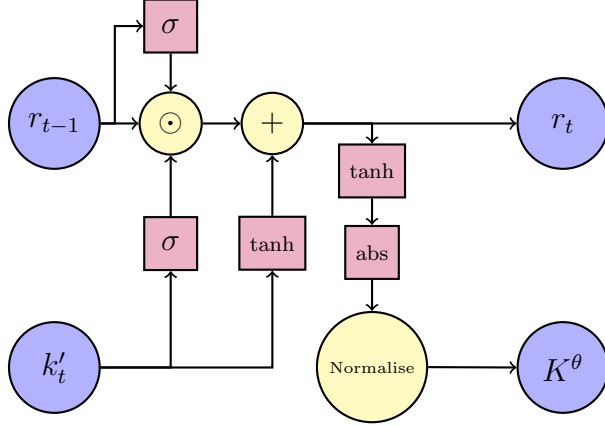 σ
r_{t−1} ⊙ + r_t
tanh
σ tanh abs
k′_t Normalise K^θ